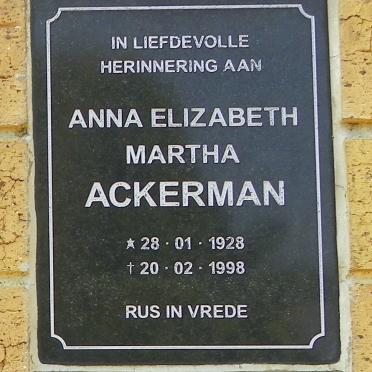 IN LIEFDEVOLLE
HERINNERING AAN
ANNA ELIZABETH
MARTHA
ACKERMAN
★ 28 · 01 · 1928
† 20 · 02 · 1998
RUS IN VREDE